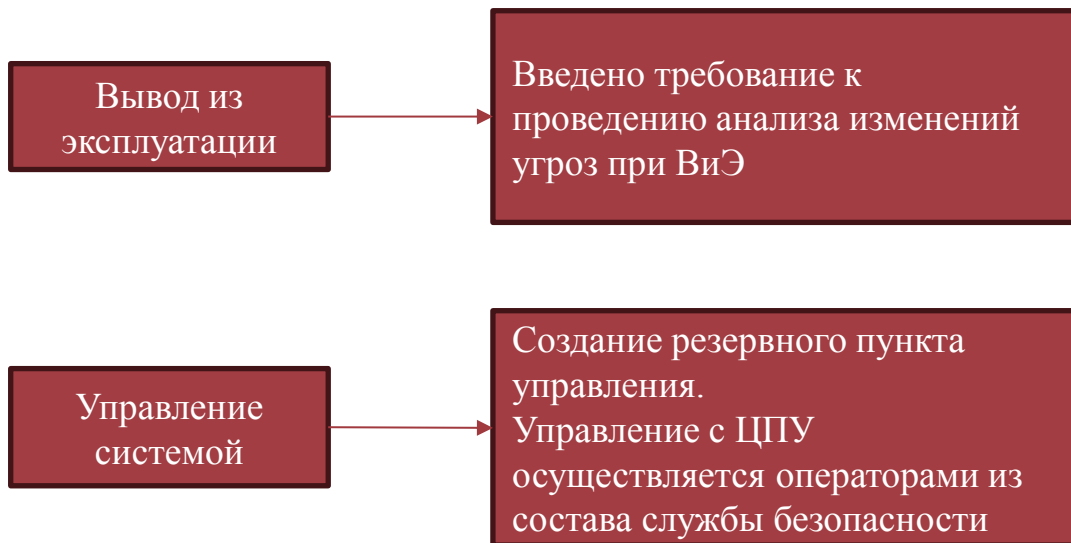 Вывод из
эксплуатации
Введено требование к
проведению анализа изменений
угроз при ВиЭ
Управление
системой
Создание резервного пункта
управления.
Управление с ЦПУ
осуществляется операторами из
состава службы безопасности